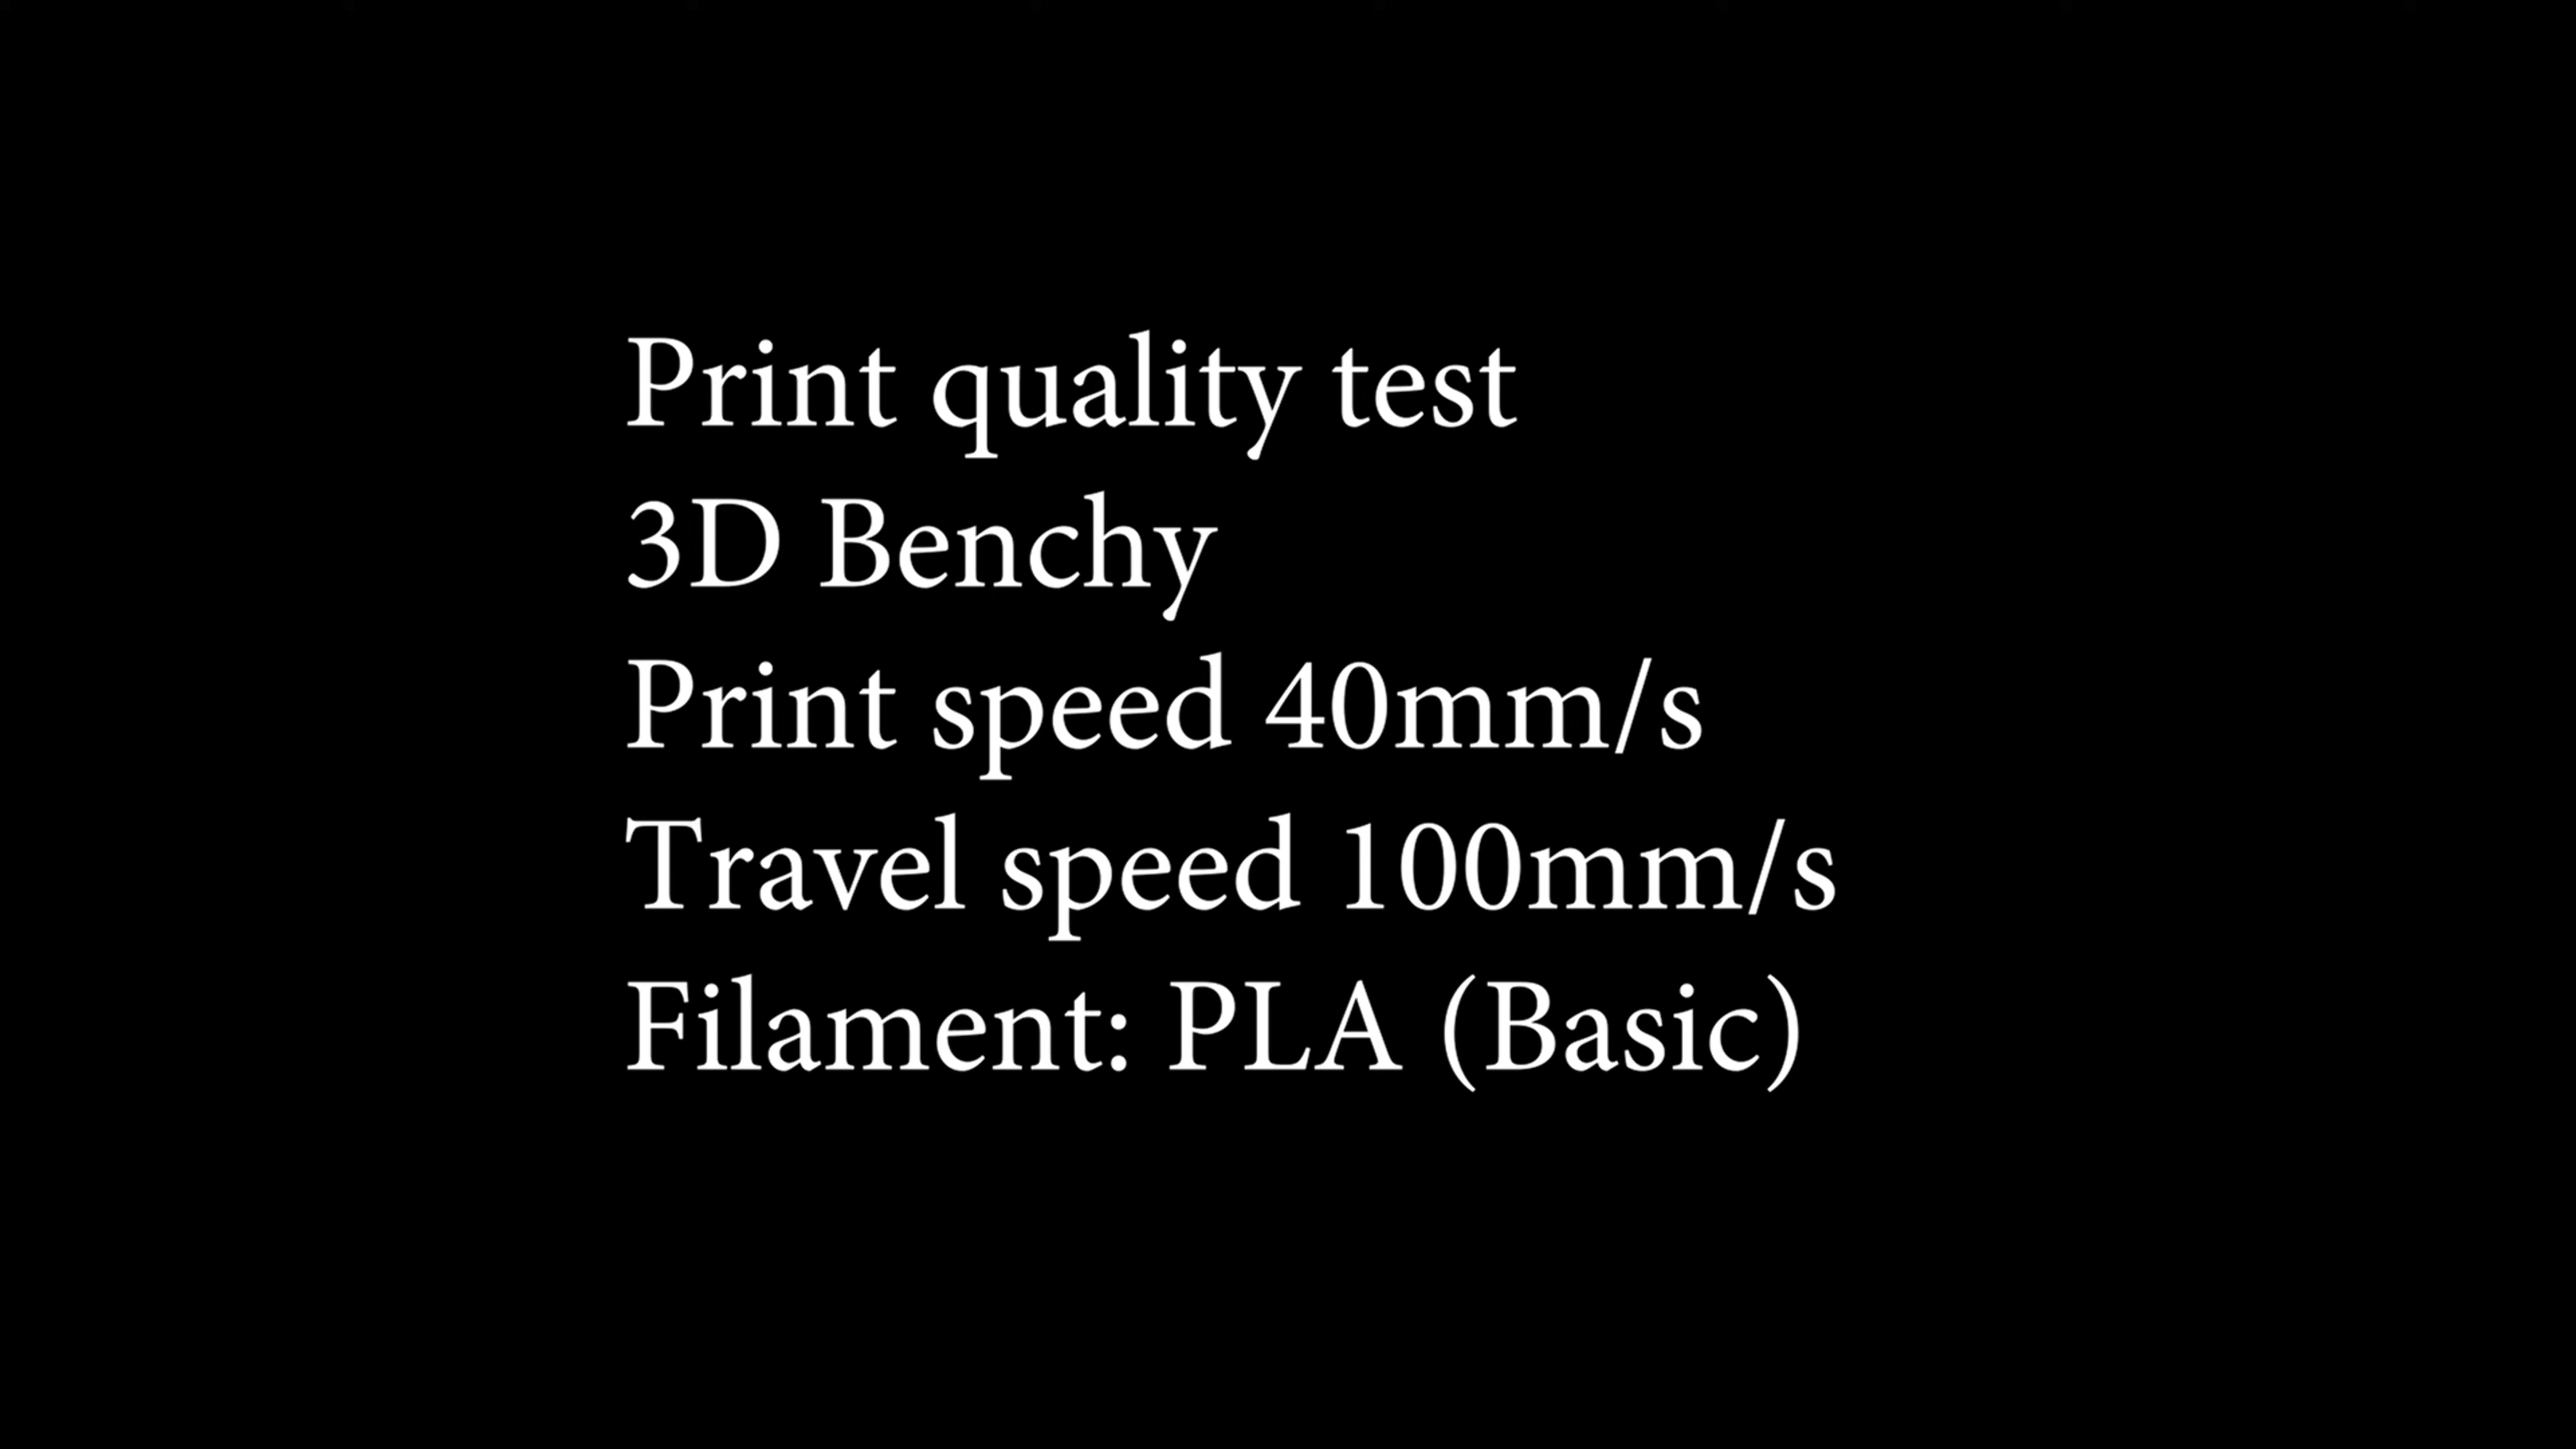 Print quality test
3D Benchy
Print speed 40mm/s
Travel speed 100mm/s
Filament: PLA (Basic)